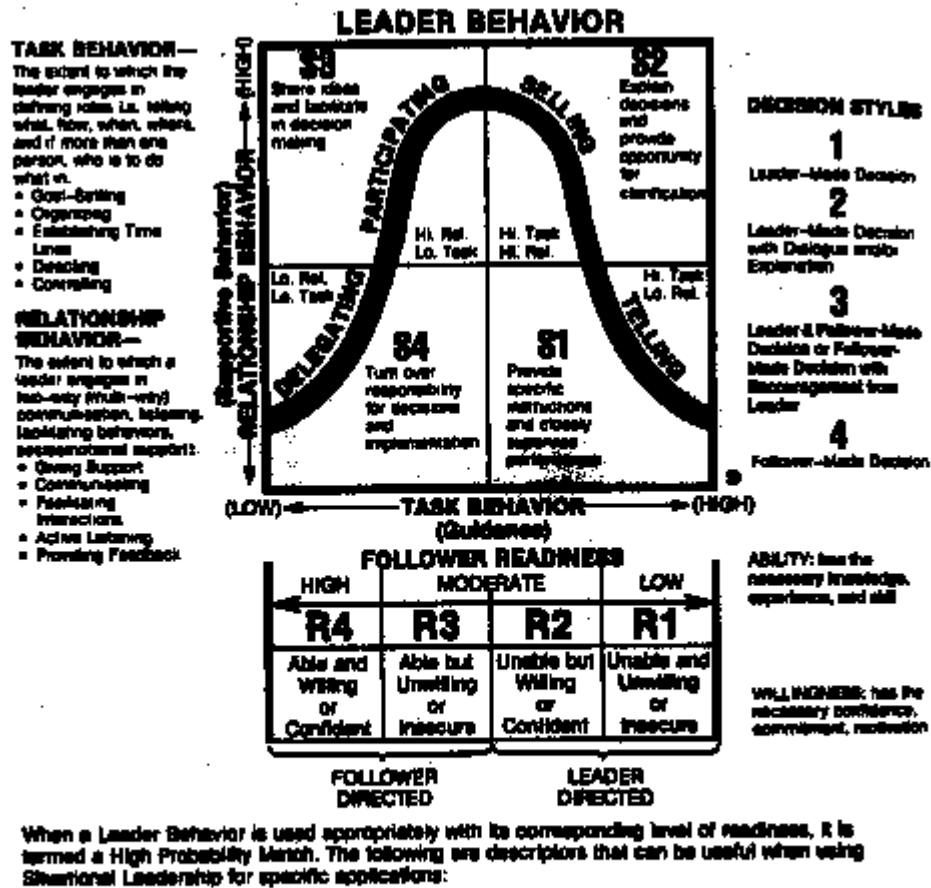 LEADER BEHAVIOR
TASK BEHAVIOR—
The extent to which the
leader engages in
defining roles i.e. telling
what, how, when, where,
and if more than one
person, who is to do
what in.
• Goal-Setting
• Organizing
• Establishing Time
Lines
• Directing
• Controlling
RELATIONSHIP
BEHAVIOR—
The extent to which a
leader engages in
two-way (multi-way)
communication, listening,
facilitating behaviors,
socioemotional support:
• Giving Support
• Communicating
• Facilitating
Interactions
• Active Listening
• Providing Feedback
(HIGH)
(Supportive Behavior)
RELATIONSHIP BEHAVIOR
S3
Share ideas
and facilitate
in decision
making
PARTICIPATING
Hi. Rel.
Lo. Task
S2
Explain
decisions
and
provide
opportunity
for
clarification
SELLING
Hi. Task
Hi. Rel.
Lo. Rel.
Lo. Task
DELEGATING
S4
Turn over
responsibility
for decisions
and
implementation
Hi. Task
Lo. Rel.
TELLING
S1
Provide
specific
instructions
and closely
supervise
performance
(LOW)
TASK BEHAVIOR
(HIGH)
(Guidance)
DECISION STYLES
1
Leader-Made Decision
2
Leader-Made Decision
with Dialogue and/or
Explanation
3
Leader & Follower-Made
Decision or Follower-
Made Decision with
Encouragement from
Leader
4
Follower-Made Decision
FOLLOWER READINESS
HIGH MODERATE LOW
R4 R3 R2 R1
Able and Able but Unable but Unable and
Willing Unwilling Willing Unwilling
or or or or
Confident Insecure Confident Insecure
FOLLOWER LEADER
DIRECTED DIRECTED
ABILITY: has the
necessary knowledge,
experience, and skill
WILLINGNESS: has the
necessary confidence,
commitment, motivation
When a Leader Behavior is used appropriately with its corresponding level of readiness, it is
termed a High Probability Match. The following are descriptors that can be useful when using
Situational Leadership for specific applications: